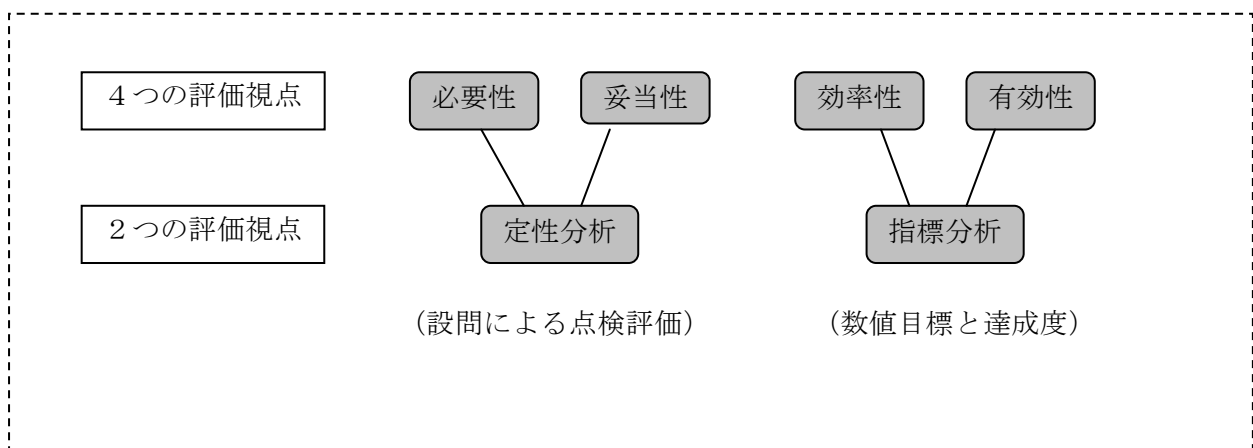 ４つの評価視点 必要性 妥当性 効率性 有効性
２つの評価視点 定性分析 指標分析
（設問による点検評価） （数値目標と達成度）